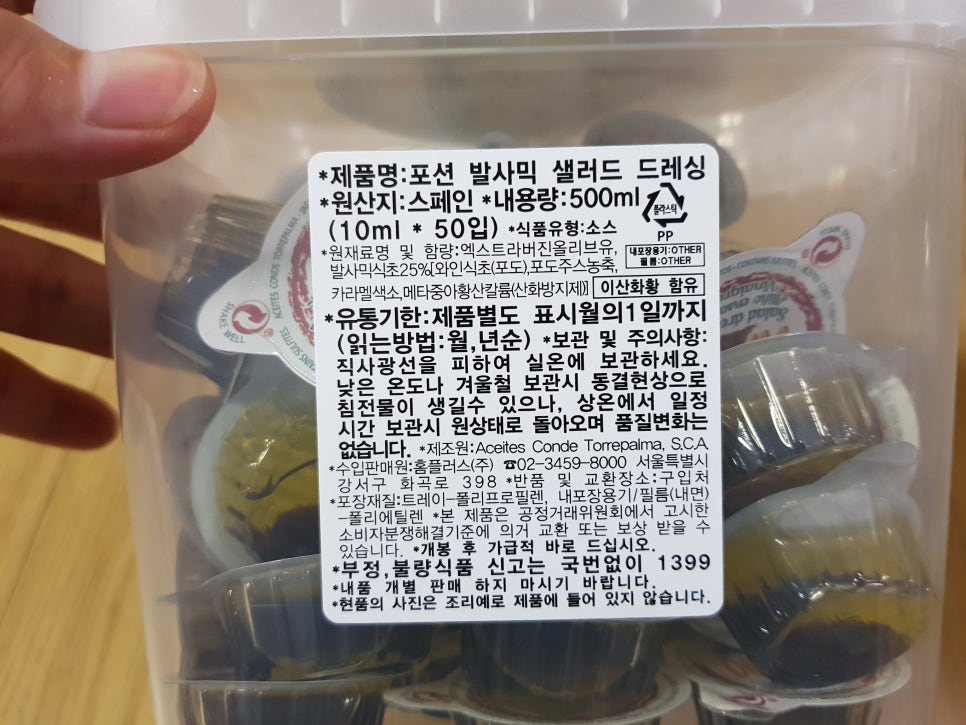 *제품명:포션 발사믹 샐러드 드레싱
*원산지:스페인 *내용량:500ml
플라스틱
PP
(10ml * 50입) *식품유형:소스
*원재료명 및 함량:엑스트라버진올리브유,
내포장용기:OTHER
필름:OTHER
발사믹식초25%[와인식초(포도),포도주스농축,
카라멜색소,메타중아황산칼륨(산화방지제)] 이산화황 함유
*유통기한:제품별도 표시월의1일까지
(읽는방법:월,년순) *보관 및 주의사항:
직사광선을 피하여 실온에 보관하세요.
낮은 온도나 겨울철 보관시 동결현상으로
침전물이 생길수 있으나, 상온에서 일정
시간 보관시 원상태로 돌아오며 품질변화는
없습니다. *제조원:Aceites Conde Torrepalma, S.C.A
*수입판매원:홈플러스(주) ☎02-3459-8000 서울특별시
강서구 화곡로 398 *반품 및 교환장소:구입처
*포장재질:트레이-폴리프로필렌, 내포장용기/필름(내면)
-폴리에틸렌 *본 제품은 공정거래위원회에서 고시한
소비자분쟁해결기준에 의거 교환 또는 보상 받을 수
있습니다. *개봉 후 가급적 바로 드십시오.
*부정,불량식품 신고는 국번없이 1399
*내품 개별 판매 하지 마시기 바랍니다.
*현품의 사진은 조리예로 제품에 들어 있지 않습니다.
ACEITES CONDE TORREPALMA
SHAKE WELL
CONTAINS SULCITES
Salad dre
Vinaigr